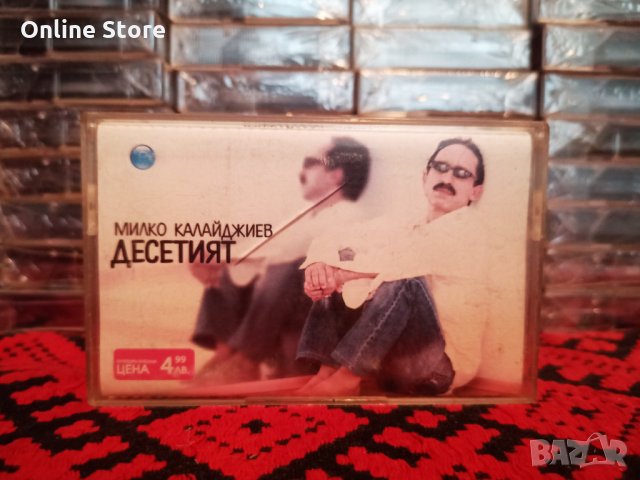 Online Store
МИЛКО КАЛАЙДЖИЕВ
ДЕСЕТИЯТ
ЦЕНА 4.99 ЛВ.
BAZAR